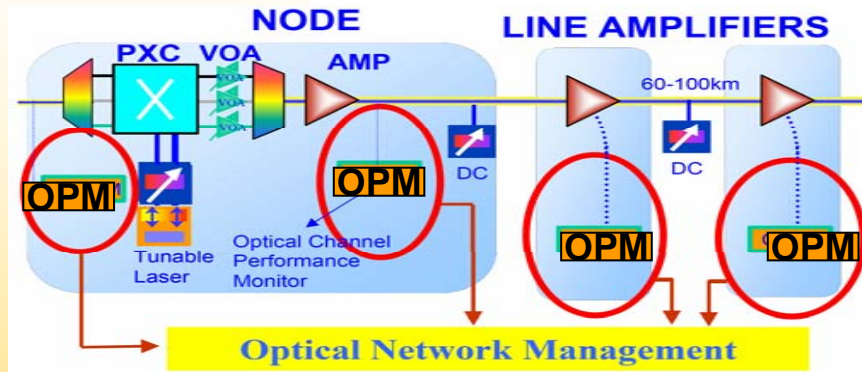 NODE
LINE AMPLIFIERS
PXC VOA
AMP
60-100km
VOA
VOA
VOA
DC
DC
OPM
OPM
OPM
OPM
Tunable
Laser
Optical Channel
Performance
Monitor
Optical Network Management